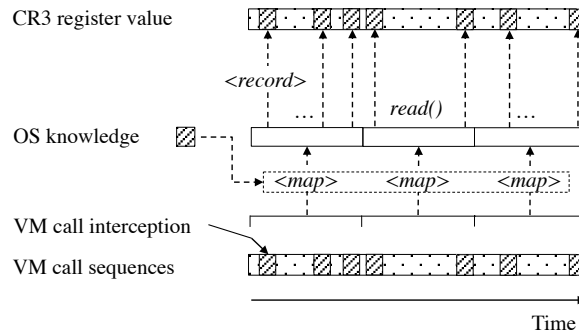 CR3 register value
<record>
... read() ...
OS knowledge
<map> <map> <map>
VM call interception
VM call sequences
Time